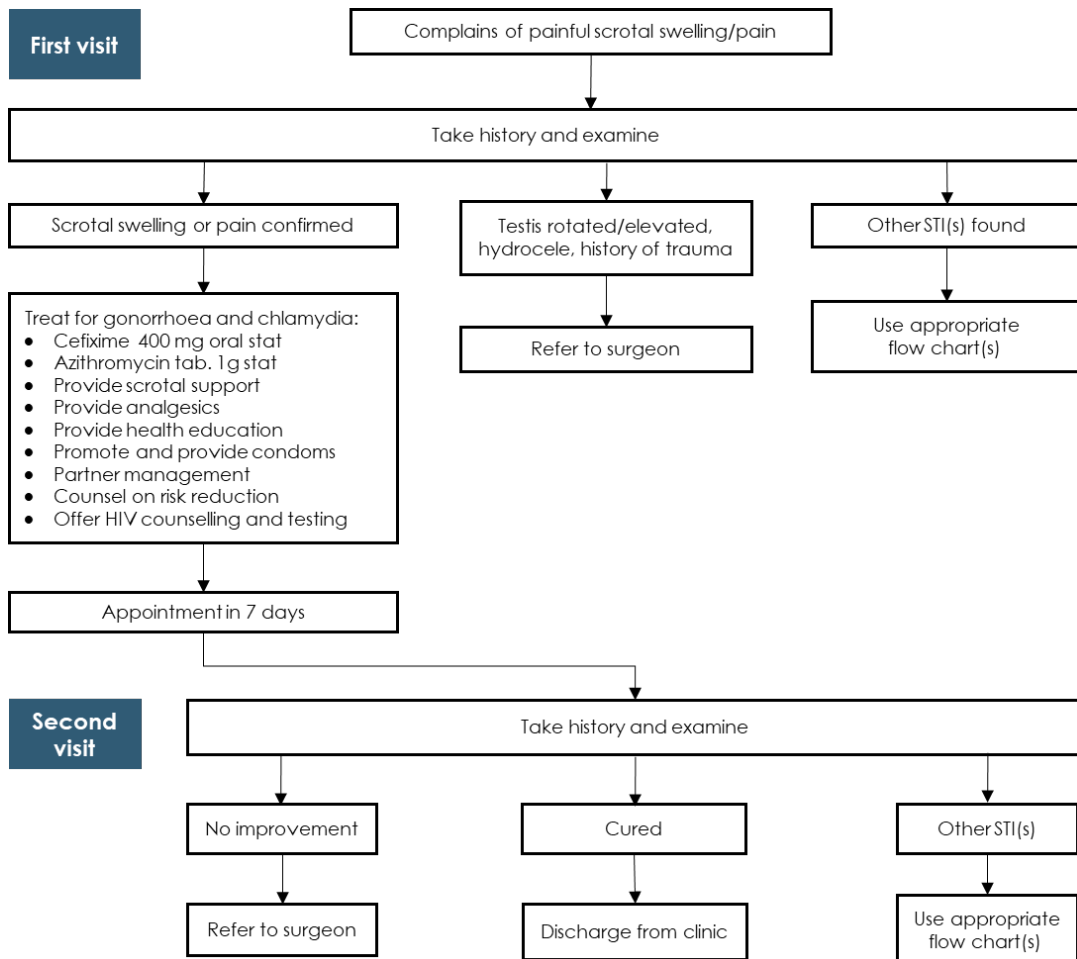 First visit
Complains of painful scrotal swelling/pain
Take history and examine
Scrotal swelling or pain confirmed
Testis rotated/elevated,
hydrocele, history of trauma
Other STI(s) found
Treat for gonorrhoea and chlamydia:
• Cefixime 400 mg oral stat
• Azithromycin tab. 1g stat
• Provide scrotal support
• Provide analgesics
• Provide health education
• Promote and provide condoms
• Partner management
• Counsel on risk reduction
• Offer HIV counselling and testing
Refer to surgeon
Use appropriate
flow chart(s)
Appointment in 7 days
Second
visit
Take history and examine
No improvement
Cured
Other STI(s)
Refer to surgeon
Discharge from clinic
Use appropriate
flow chart(s)